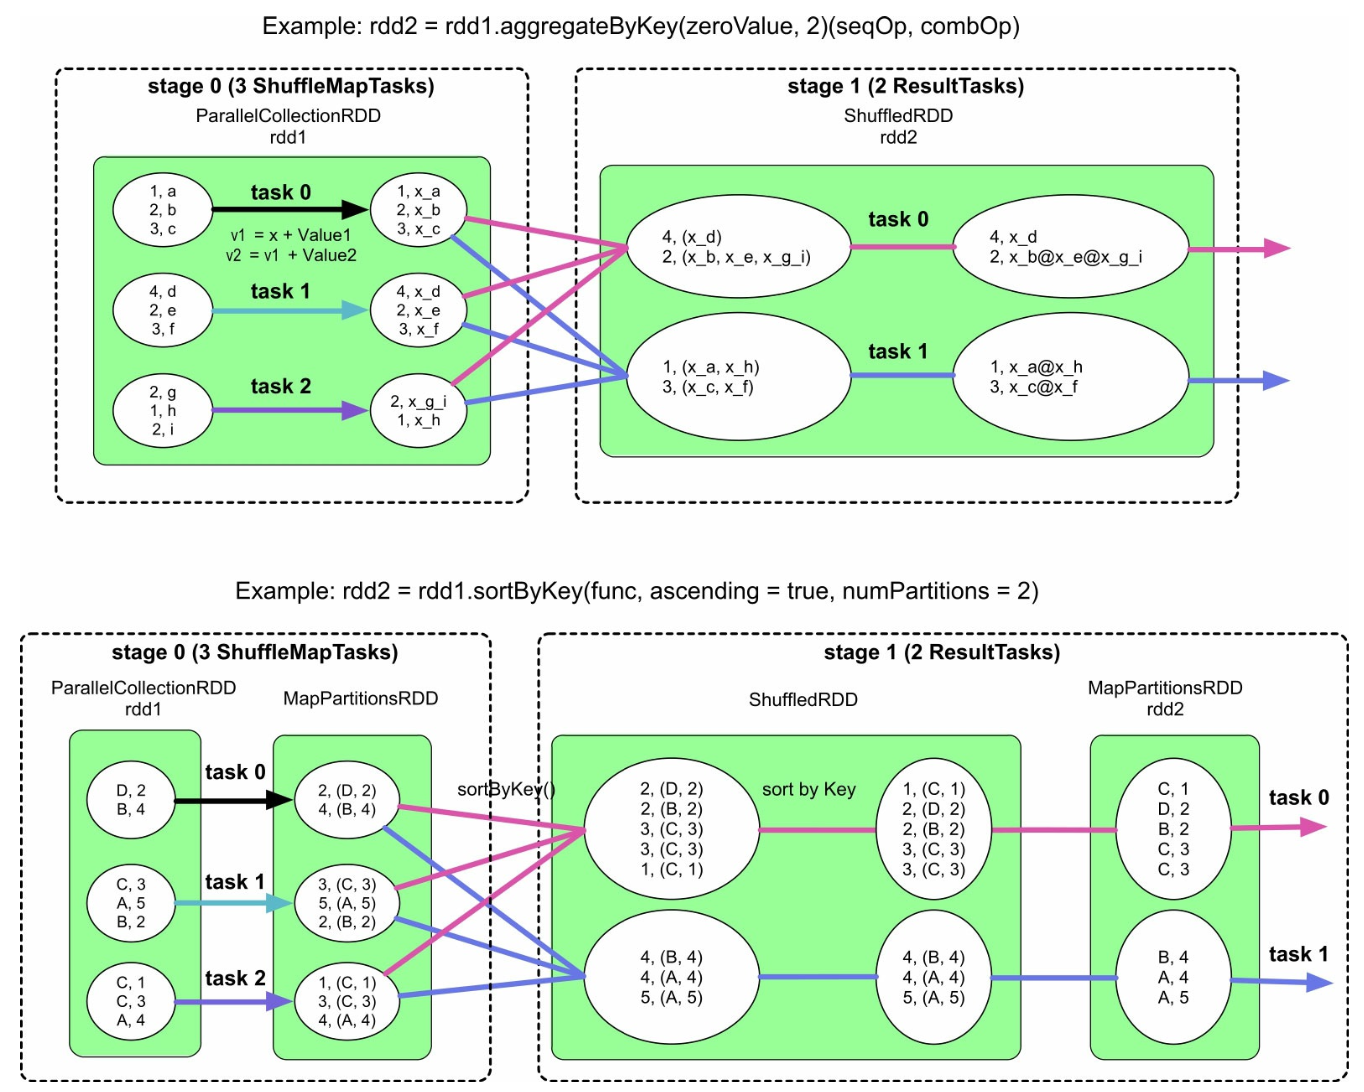 Example: rdd2 = rdd1.aggregateByKey(zeroValue, 2)(seqOp, combOp)
stage 0 (3 ShuffleMapTasks)
ParallelCollectionRDD
rdd1
1, a
2, b
3, c
task 0
v1 = x + Value1
v2 = v1 + Value2
1, x_a
2, x_b
3, x_c
4, d
2, e
3, f
task 1
4, x_d
2, x_e
3, x_f
2, g
1, h
2, i
task 2
2, x_g_i
1, x_h
stage 1 (2 ResultTasks)
ShuffledRDD
rdd2
4, (x_d)
2, (x_b, x_e, x_g_i)
task 0
4, x_d
2, x_b@x_e@x_g_i
1, (x_a, x_h)
3, (x_c, x_f)
task 1
1, x_a@x_h
3, x_c@x_f
Example: rdd2 = rdd1.sortByKey(func, ascending = true, numPartitions = 2)
stage 0 (3 ShuffleMapTasks)
ParallelCollectionRDD
rdd1
MapPartitionsRDD
D, 2
B, 4
task 0
2, (D, 2)
4, (B, 4)
C, 3
A, 5
B, 2
task 1
3, (C, 3)
5, (A, 5)
2, (B, 2)
C, 1
C, 3
A, 4
task 2
1, (C, 1)
3, (C, 3)
4, (A, 4)
sortByKey()
stage 1 (2 ResultTasks)
ShuffledRDD
MapPartitionsRDD
rdd2
2, (D, 2)
2, (B, 2)
3, (C, 3)
3, (C, 3)
1, (C, 1)
sort by Key
1, (C, 1)
2, (D, 2)
2, (B, 2)
3, (C, 3)
3, (C, 3)
C, 1
D, 2
B, 2
C, 3
C, 3
task 0
4, (B, 4)
4, (A, 4)
5, (A, 5)
4, (B, 4)
4, (A, 4)
5, (A, 5)
B, 4
A, 4
A, 5
task 1